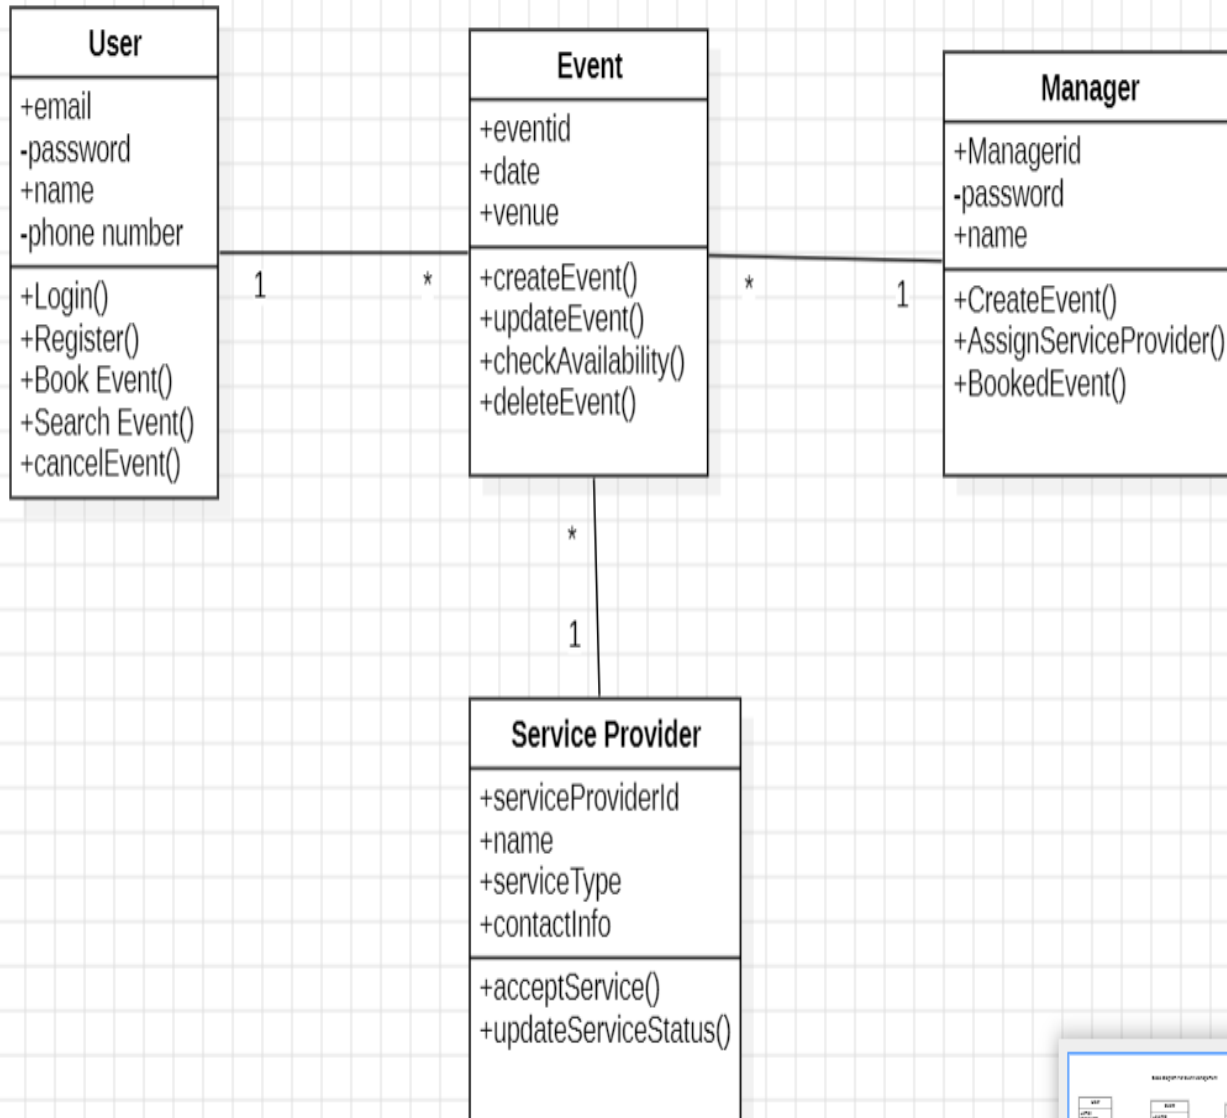 User
+email
-password
+name
-phone number
+Login()
+Register()
+Book Event()
+Search Event()
+cancelEvent()
1
*
Event
+eventid
+date
+venue
+createEvent()
+updateEvent()
+checkAvailability()
+deleteEvent()
*
1
Manager
+Managerid
-password
+name
+CreateEvent()
+AssignServiceProvider()
+BookedEvent()
*
1
Service Provider
+serviceProviderId
+name
+serviceType
+contactInfo
+acceptService()
+updateServiceStatus()